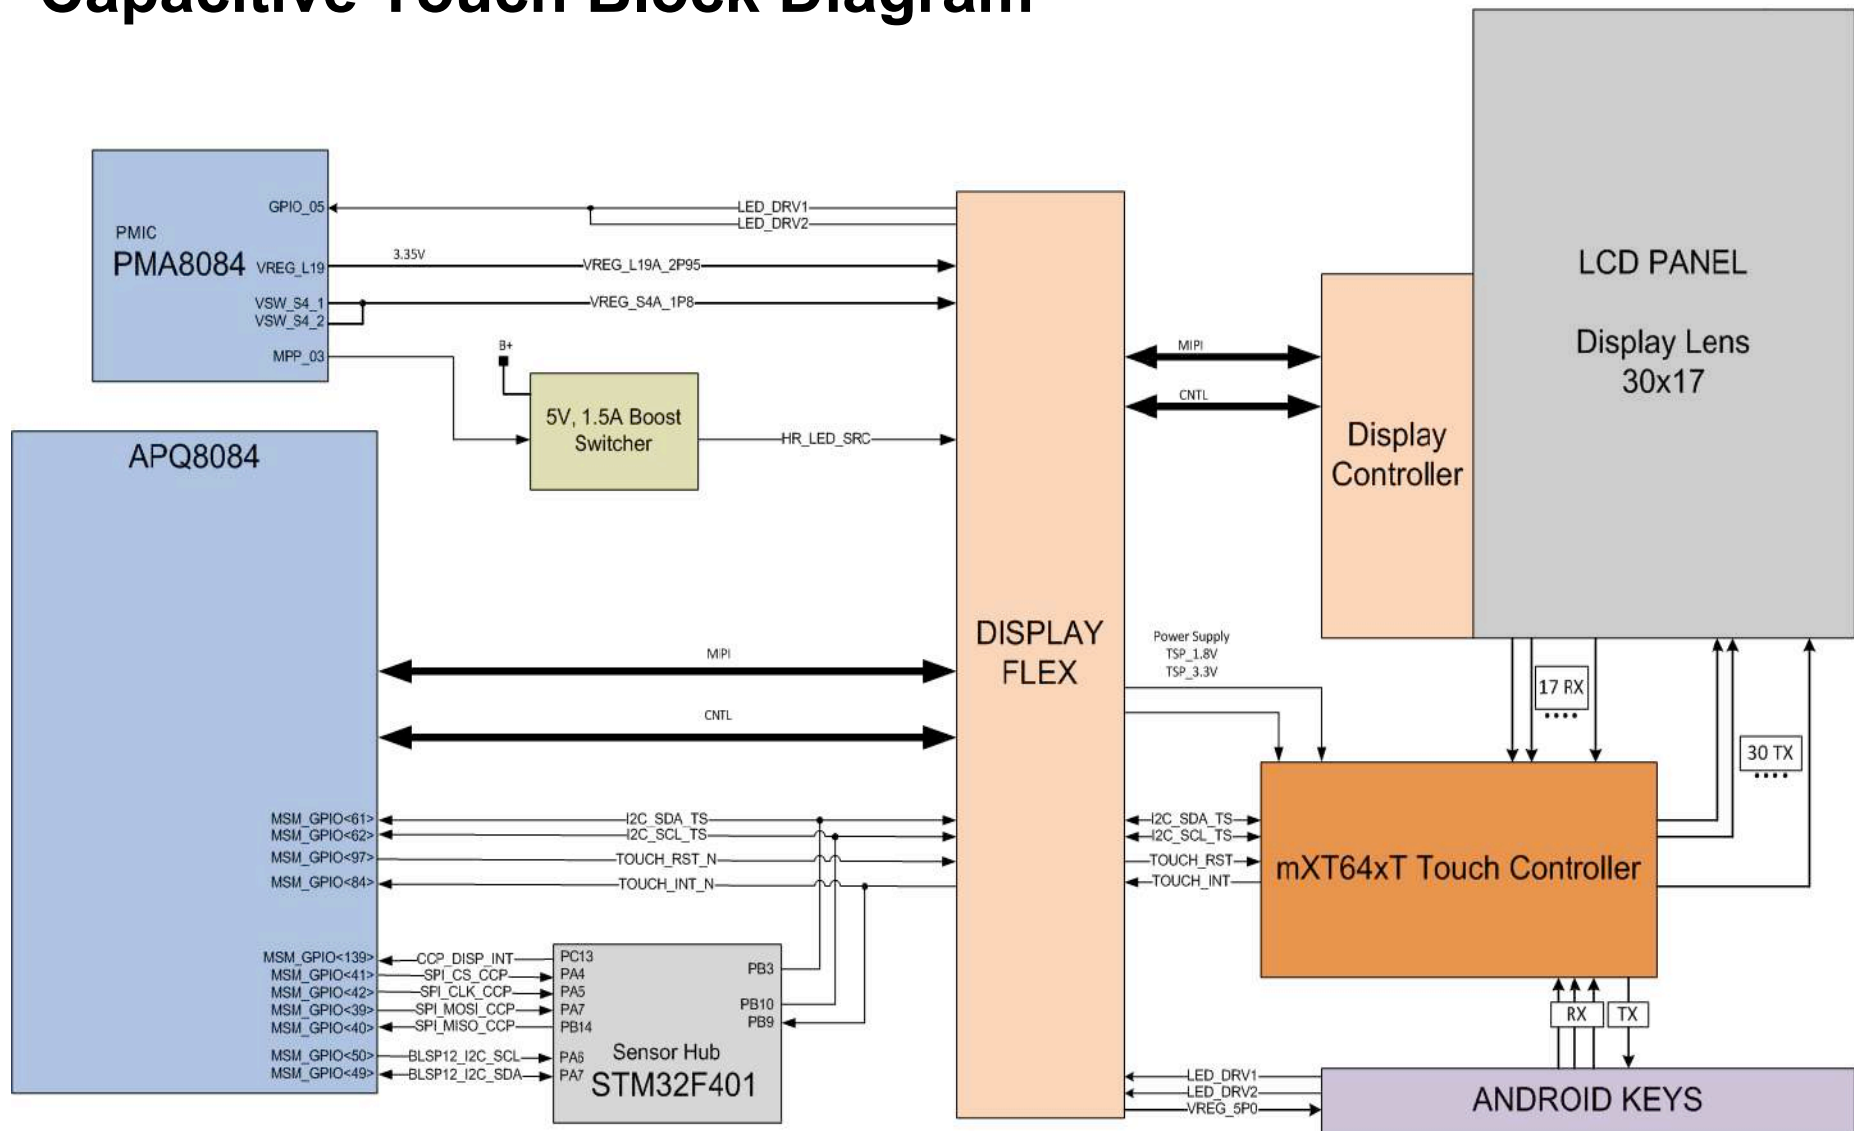 Capacitive Touch Block Diagram
PMIC
PMA8084
GPIO_05
VREG_L19
VSW_S4_1
VSW_S4_2
MPP_03
LED_DRV1
LED_DRV2
3.35V
VREG_L19A_2P95
VREG_S4A_1P8
B+
5V, 1.5A Boost
Switcher
HR_LED_SRC
APQ8084
MIPI
CNTL
MSM_GPIO<61>
I2C_SDA_TS
MSM_GPIO<62>
I2C_SCL_TS
MSM_GPIO<97>
TOUCH_RST_N
MSM_GPIO<84>
TOUCH_INT_N
MSM_GPIO<139>
CCP_DISP_INT
PC13
MSM_GPIO<41>
SPI_CS_CCP
PA4
MSM_GPIO<42>
SPI_CLK_CCP
PA5
MSM_GPIO<39>
SPI_MOSI_CCP
PA7
MSM_GPIO<40>
SPI_MISO_CCP
PB14
MSM_GPIO<50>
BLSP12_I2C_SCL
PA6
MSM_GPIO<49>
BLSP12_I2C_SDA
PA7
PB3
PB10
PB9
Sensor Hub
STM32F401
DISPLAY
FLEX
MIPI
CNTL
Display
Controller
LCD PANEL
Display Lens
30x17
Power Supply
TSP_1.8V
TSP_3.3V
17 RX
30 TX
I2C_SDA_TS
I2C_SCL_TS
TOUCH_RST
TOUCH_INT
mXT64xT Touch Controller
RX
TX
LED_DRV1
LED_DRV2
VREG_5P0
ANDROID KEYS